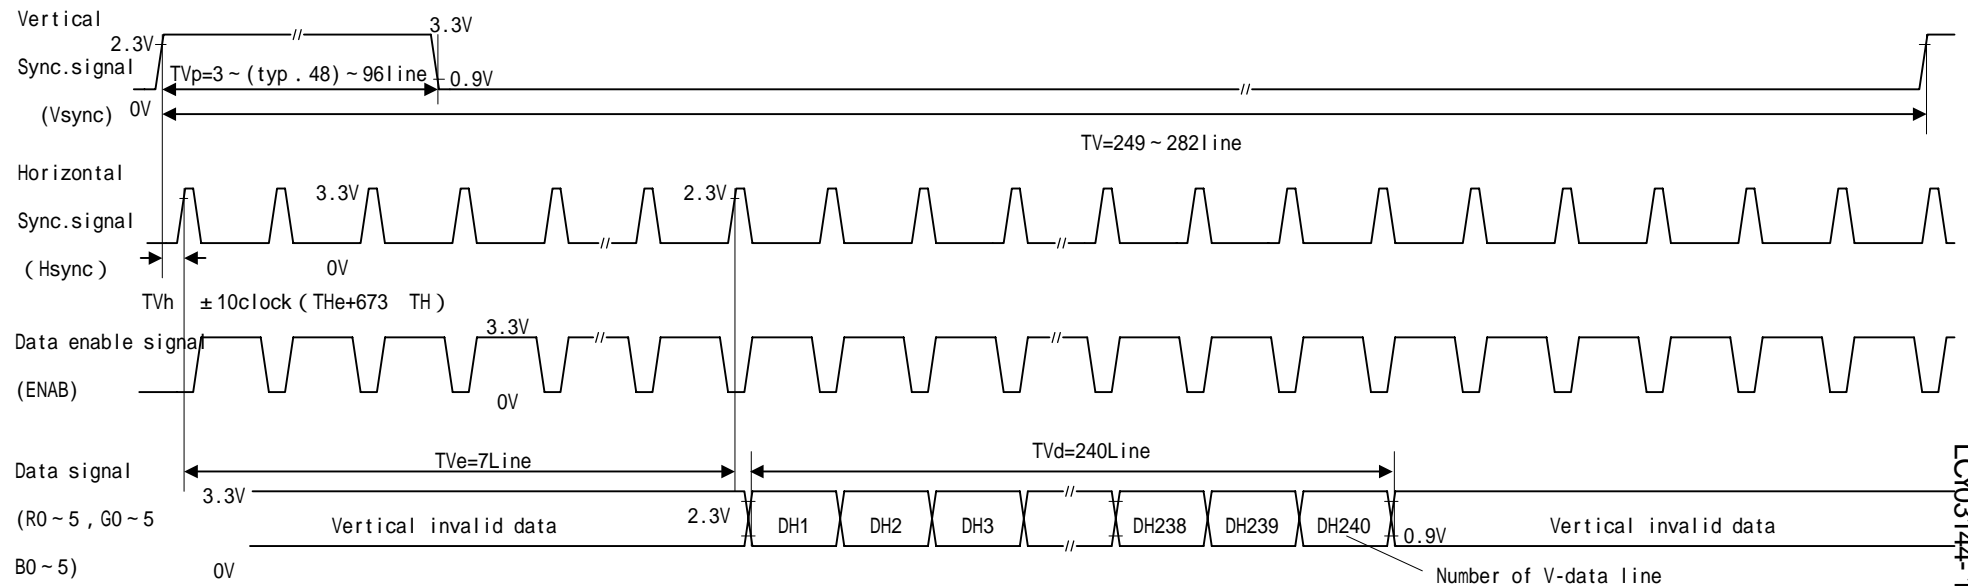 Vertical
3.3V
2.3V
Sync.signal
TVp=3~(typ.48)~96line
0.9V
(Vsync)
0V
TV=249~282line
Horizontal
3.3V
2.3V
Sync.signal
(Hsync)
0V
TVh ±10clock(THe+673 TH)
Data enable signal
3.3V
(ENAB)
0V
Data signal
TVe=7Line
TVd=240Line
3.3V
(R0~5,G0~5
Vertical invalid data
2.3V
DH1
DH2
DH3
DH238
DH239
DH240
0.9V
Vertical invalid data
B0~5)
0V
Number of V-data line
LCY03144-